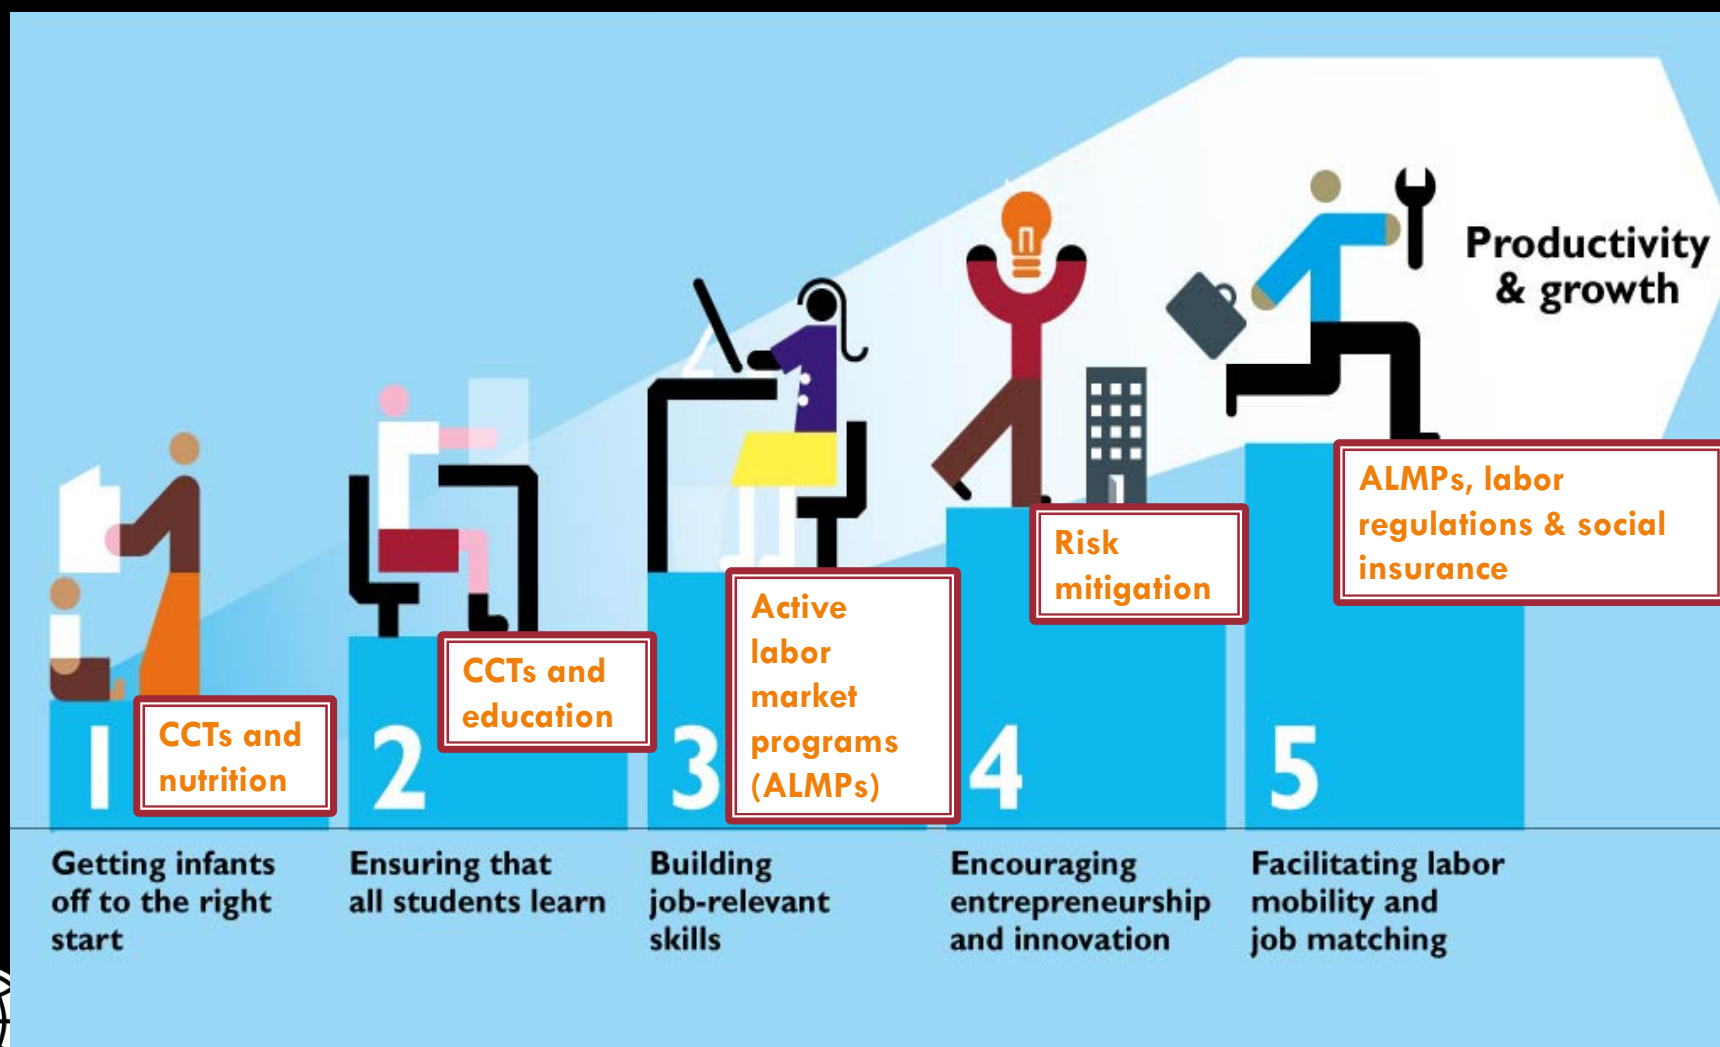 Productivity
& growth
1
CCTs and
nutrition
Getting infants
off to the right
start
2
CCTs and
education
Ensuring that
all students learn
3
Active
labor
market
programs
(ALMPs)
Building
job-relevant
skills
4
Risk
mitigation
Encouraging
entrepreneurship
and innovation
5
ALMPs, labor
regulations & social
insurance
Facilitating labor
mobility and
job matching